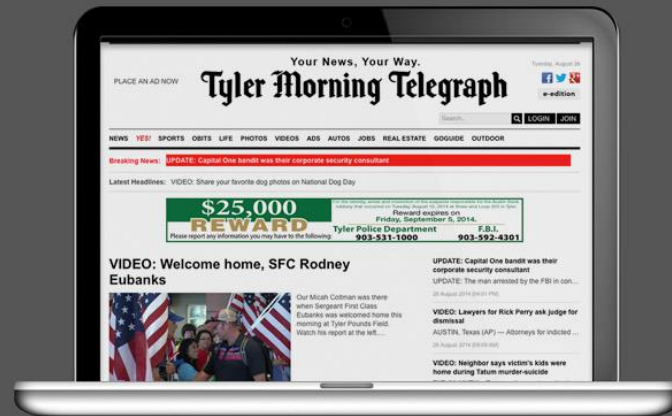 Your News, Your Way.
Tuesday, August 26
PLACE AN AD NOW
Tyler Morning Telegraph
e-edition
Search...
LOGIN
JOIN
NEWS YES! SPORTS OBITS LIFE PHOTOS VIDEOS ADS AUTOS JOBS REAL ESTATE GOGUIDE OUTDOOR
Breaking News: UPDATE: Capital One bandit was their corporate security consultant
Latest Headlines: VIDEO: Share your favorite dog photos on National Dog Day
$25,000
REWARD
Please report any information you may have to the following:
Reward expires on
Friday, September 5, 2014.
Tyler Police Department
903-531-1000
F.B.I.
903-592-4301
VIDEO: Welcome home, SFC Rodney
Eubanks
Our Micah Coltman was there
when Sergeant First Class
Eubanks was welcomed home this
morning at Tyler Pounds Field.
Watch his report at the left....
UPDATE: Capital One bandit was their
corporate security consultant
UPDATE: The man arrested by the FBI in con...
VIDEO: Lawyers for Rick Perry ask judge for
dismissal
AUSTIN, Texas (AP) — Attorneys for indicted ...
VIDEO: Neighbor says victim's kids were
home during Tatum murder-suicide